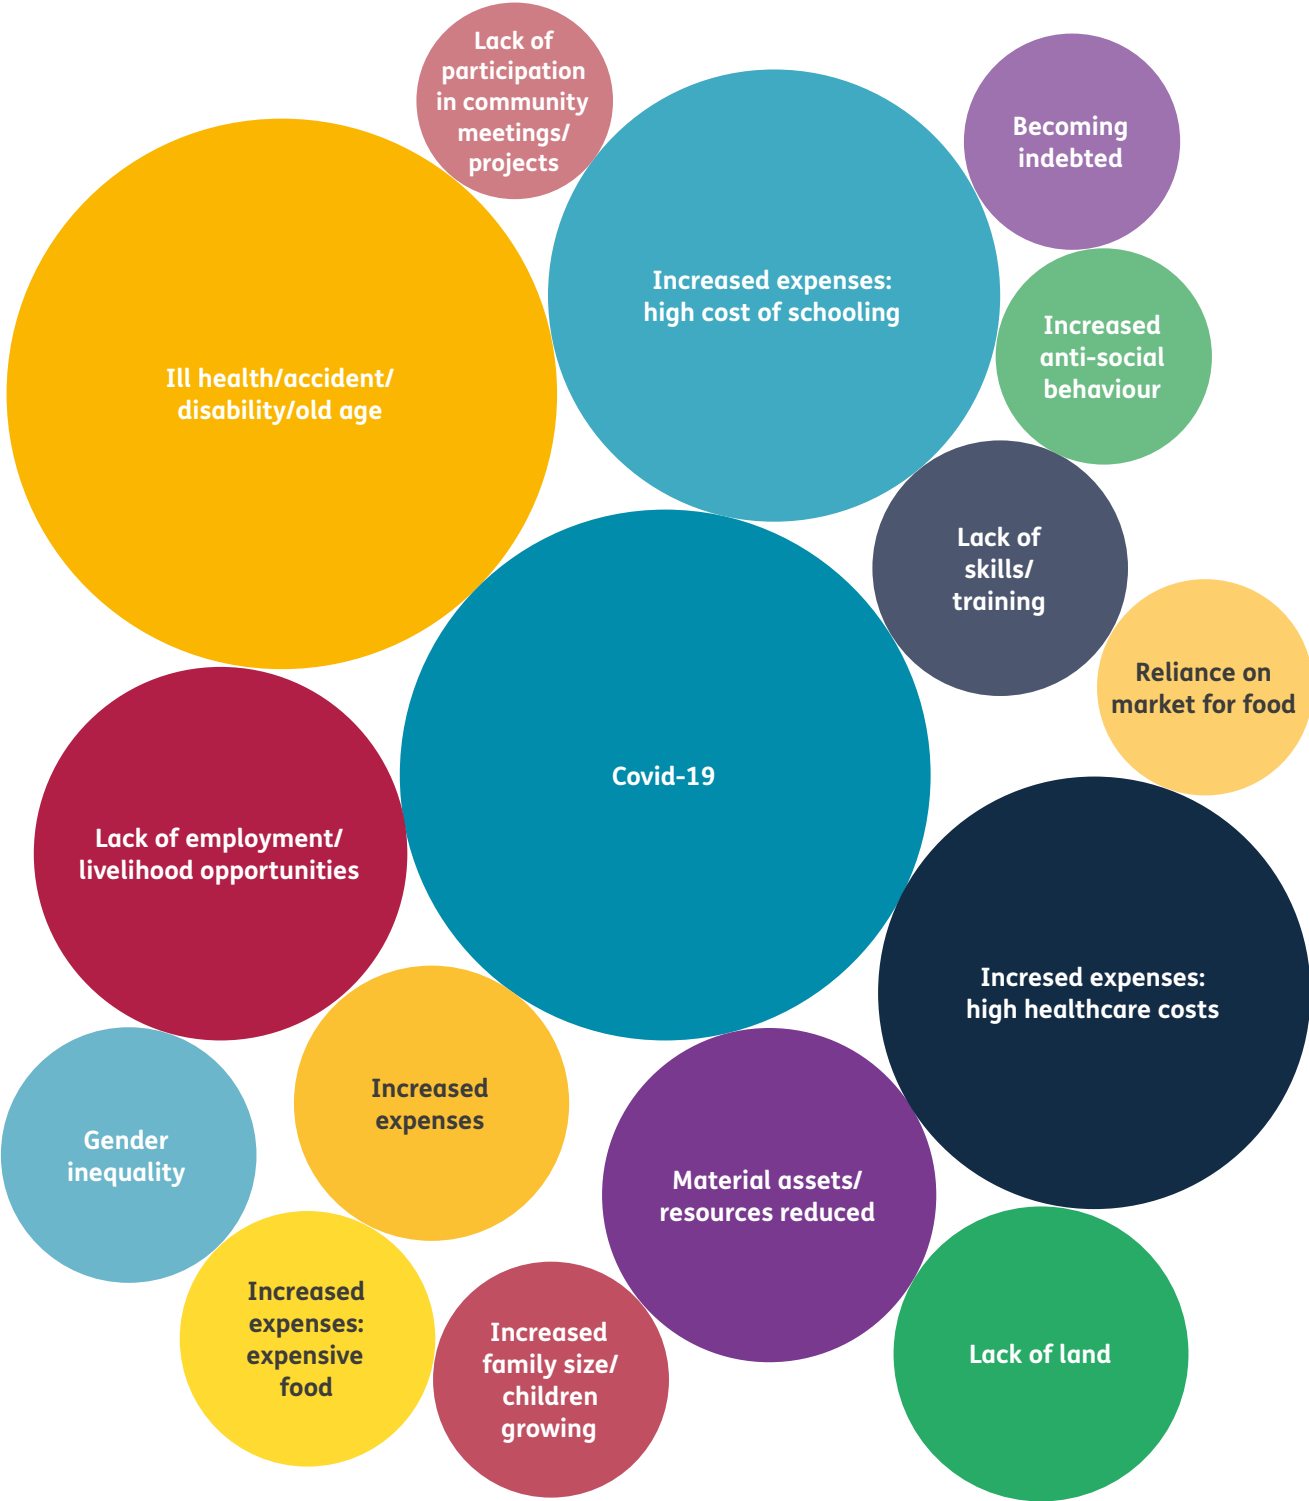 Lack of
participation
in community
meetings/
projects
Becoming
indebted
Increased expenses:
high cost of schooling
Increased
anti-social
behaviour
Ill health/accident/
disability/old age
Lack of
skills/
training
Reliance on
market for food
Covid-19
Lack of employment/
livelihood opportunities
Incresed expenses:
high healthcare costs
Increased
expenses
Gender
inequality
Material assets/
resources reduced
Increased
expenses:
expensive
food
Increased
family size/
children
growing
Lack of land